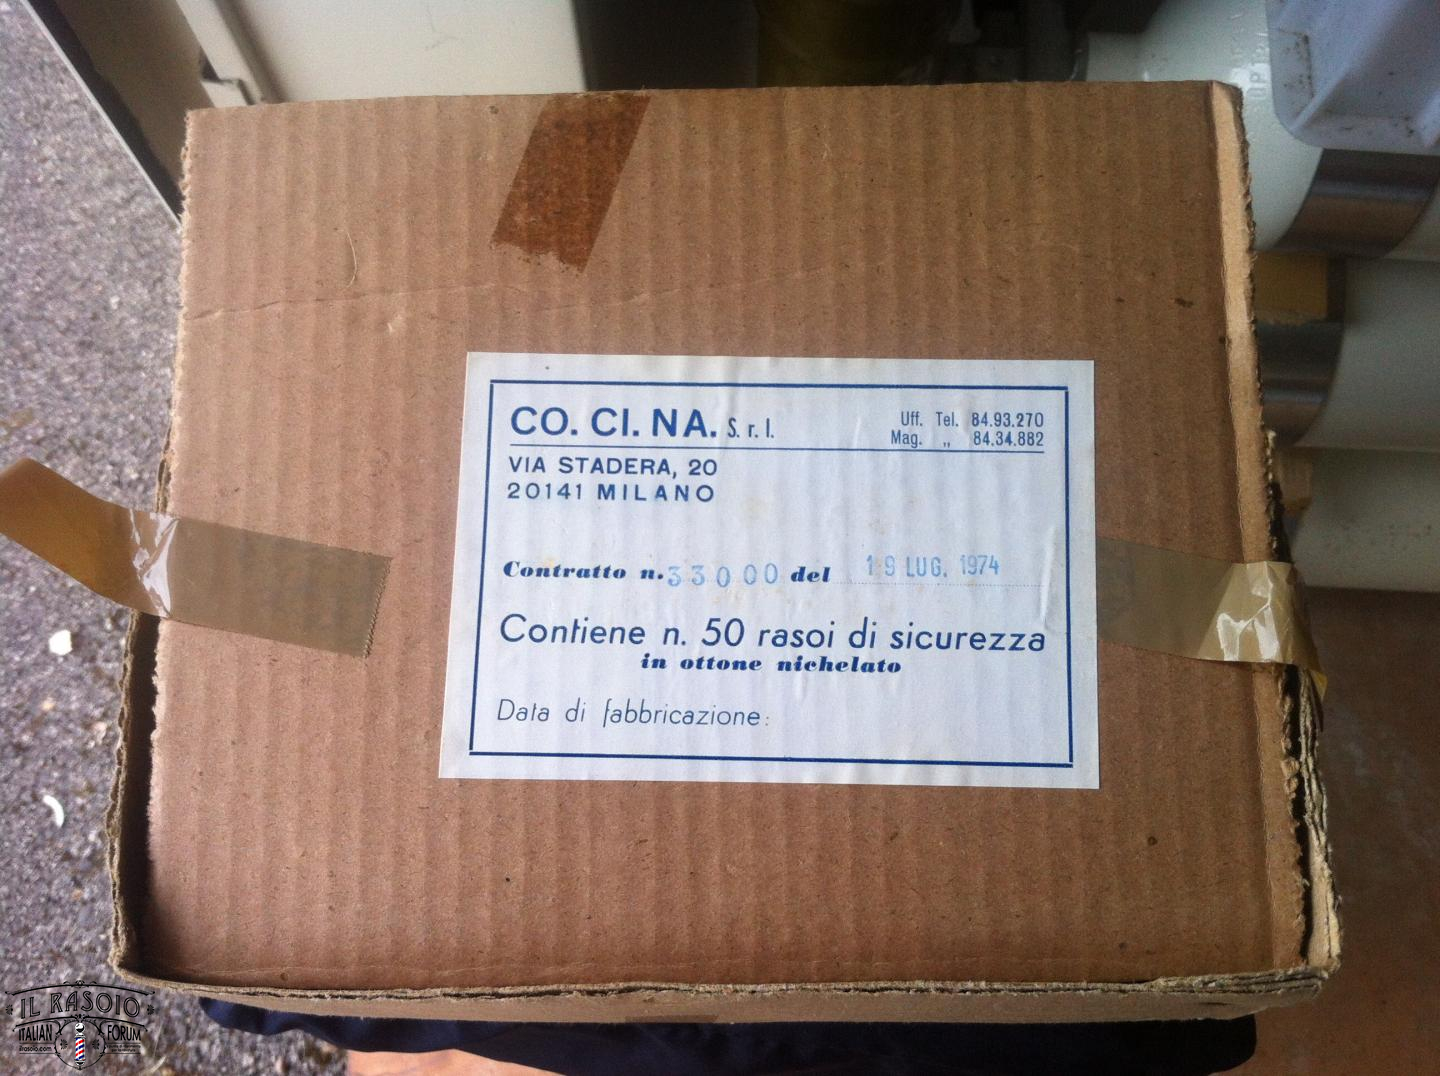 CO. CI. NA. S. r. l.
Uff. Tel. 84.93.270
Mag. „ 84.34.882
VIA STADERA, 20
20141 MILANO
Contratto n. 33000 del 19 LUG. 1974
Contiene n. 50 rasoi di sicurezza
in ottone nichelato
Data di fabbricazione:
IL RASOIO
ITALIAN FORUM